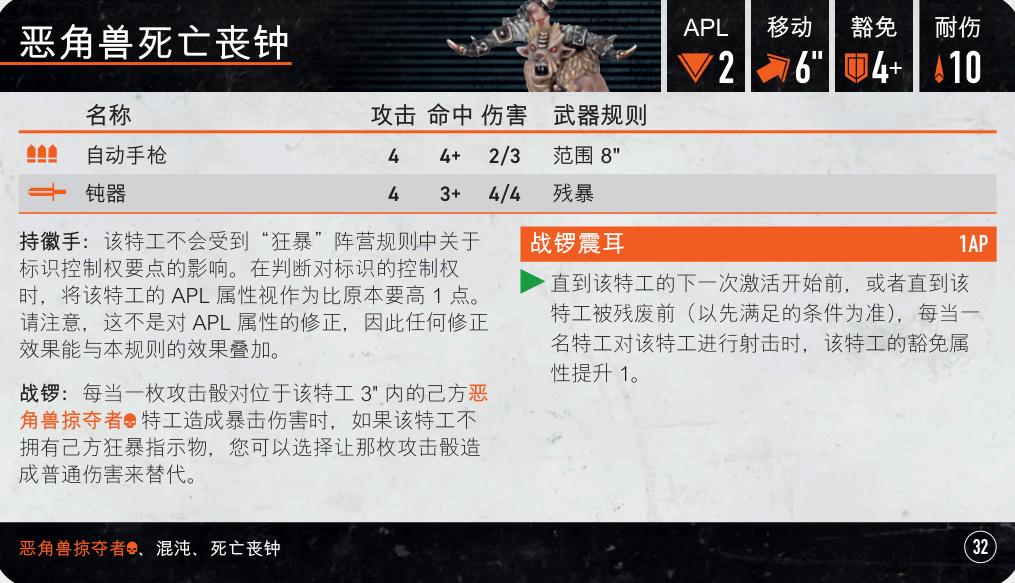 恶角兽死亡丧钟
APL 移动 豁免 耐伤
2 6" 4+ 10
名称 攻击 命中 伤害 武器规则
自动手枪 4 4+ 2/3 范围 8"
钝器 4 3+ 4/4 残暴
持徽手：该特工不会受到“狂暴”阵营规则中关于
标识控制权要点的影响。在判断对标识的控制权
时，将该特工的 APL 属性视作为比原本要高 1 点。
请注意，这不是对 APL 属性的修正，因此任何修正
效果能与本规则的效果叠加。
战锣：每当一枚攻击骰对位于该特工 3" 内的己方恶
角兽掠夺者特工造成暴击伤害时，如果该特工不
拥有己方狂暴指示物，您可以选择让那枚攻击骰造
成普通伤害来替代。
战锣震耳 1AP
直到该特工的下一次激活开始前，或者直到该
特工被残废前（以先满足的条件为准），每当一
名特工对该特工进行射击时，该特工的豁免属
性提升 1。
恶角兽掠夺者、混沌、死亡丧钟
32